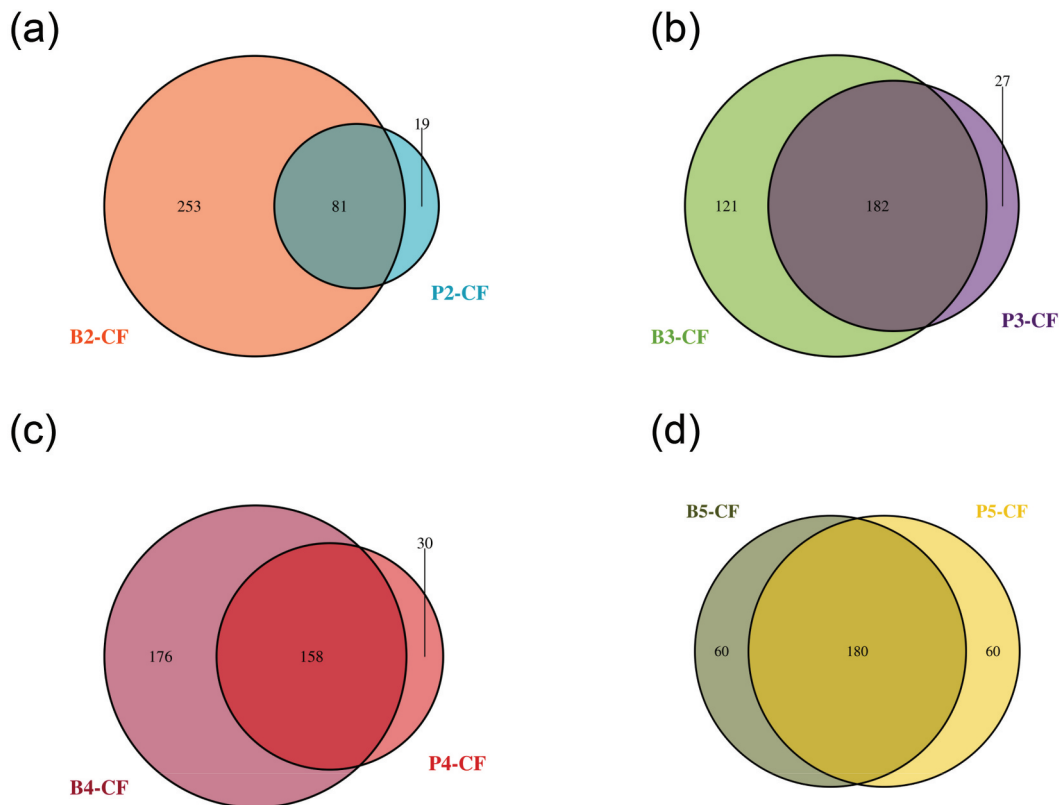 (a)
19
253
81
P2-CF
B2-CF
(b)
27
121
182
P3-CF
B3-CF
(c)
30
176
158
P4-CF
B4-CF
(d)
B5-CF
P5-CF
60
180
60